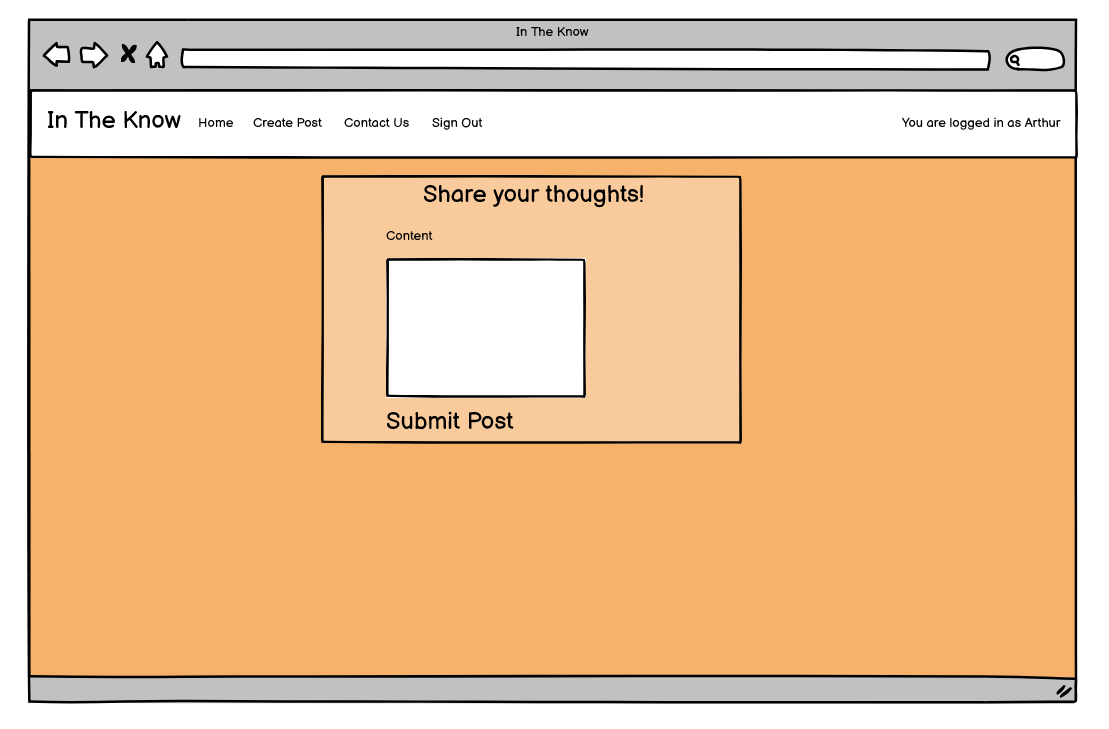 In The Know
In The Know Home Create Post Contact Us Sign Out You are logged in as Arthur
Share your thoughts!
Content
Submit Post